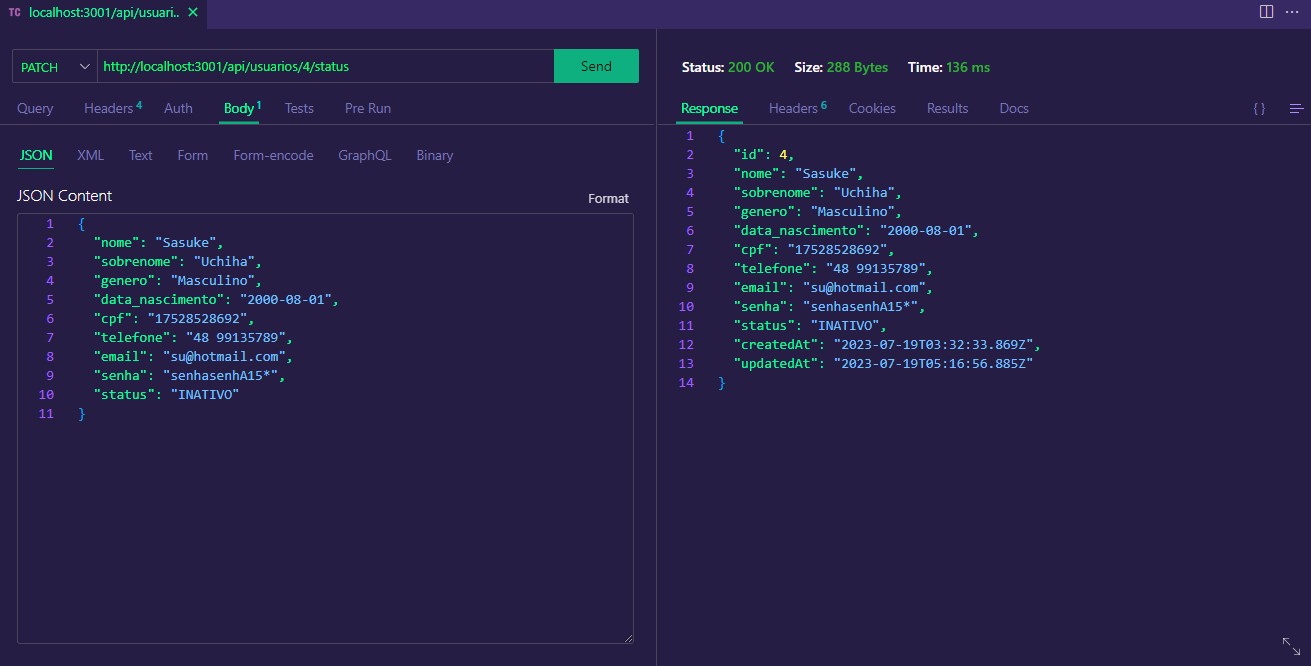 TC localhost:3001/api/usuari.. ✕ ...
PATCH http://localhost:3001/api/usuarios/4/status Send
Query Headers 4 Auth Body 1 Tests Pre Run
JSON XML Text Form Form-encode GraphQL Binary
JSON Content Format
1 {
2 "nome": "Sasuke",
3 "sobrenome": "Uchiha",
4 "genero": "Masculino",
5 "data_nascimento": "2000-08-01",
6 "cpf": "17528528692",
7 "telefone": "48 99135789",
8 "email": "su@hotmail.com",
9 "senha": "senhasenhA15*",
10 "status": "INATIVO"
11 }
Status: 200 OK Size: 288 Bytes Time: 136 ms
Response Headers 6 Cookies Results Docs { }
1 {
2 "id": 4,
3 "nome": "Sasuke",
4 "sobrenome": "Uchiha",
5 "genero": "Masculino",
6 "data_nascimento": "2000-08-01",
7 "cpf": "17528528692",
8 "telefone": "48 99135789",
9 "email": "su@hotmail.com",
10 "senha": "senhasenhA15*",
11 "status": "INATIVO",
12 "createdAt": "2023-07-19T03:32:33.869Z",
13 "updatedAt": "2023-07-19T05:16:56.885Z"
14 }